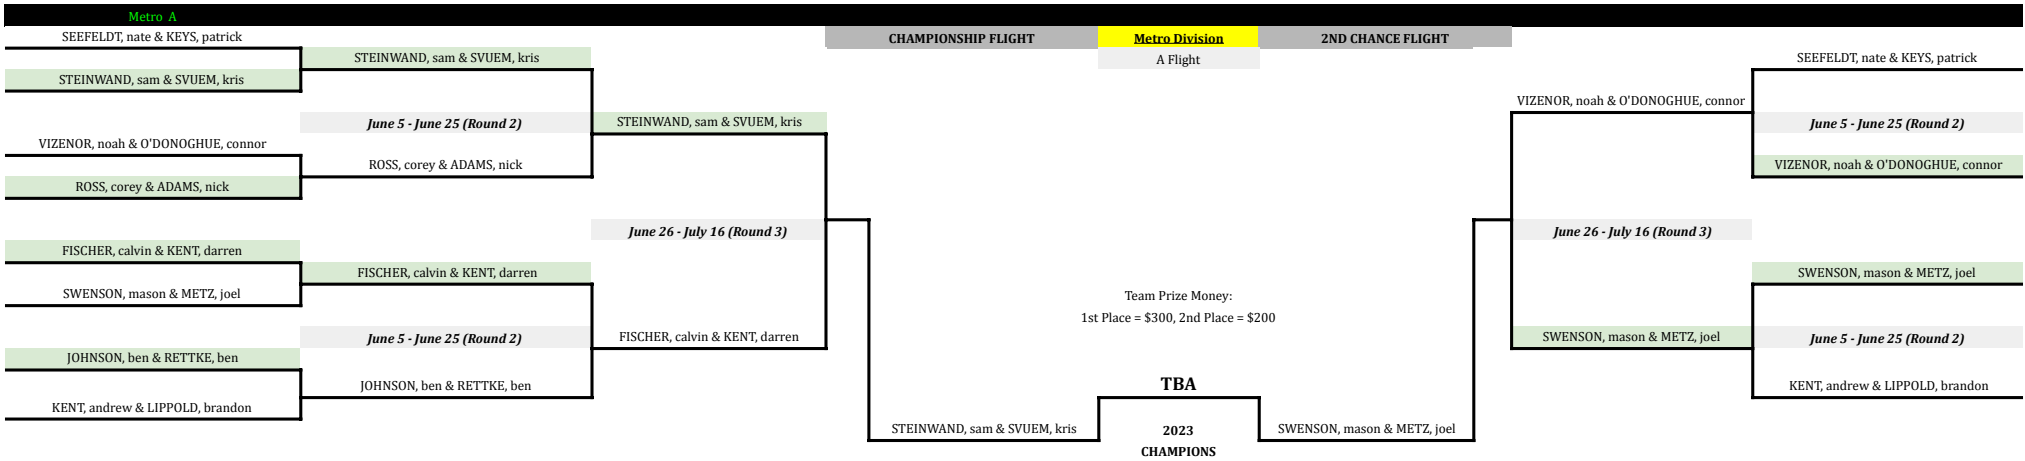 Metro A
SEEFELDT, nate & KEYS, patrick
CHAMPIONSHIP FLIGHT
Metro Division
2ND CHANCE FLIGHT
STEINWAND, sam & SVUEM, kris
A Flight
SEEFELDT, nate & KEYS, patrick
STEINWAND, sam & SVUEM, kris
VIZENOR, noah & O'DONOGHUE, connor
June 5 - June 25 (Round 2)
STEINWAND, sam & SVUEM, kris
June 5 - June 25 (Round 2)
VIZENOR, noah & O'DONOGHUE, connor
ROSS, corey & ADAMS, nick
VIZENOR, noah & O'DONOGHUE, connor
ROSS, corey & ADAMS, nick
June 26 - July 16 (Round 3)
June 26 - July 16 (Round 3)
FISCHER, calvin & KENT, darren
FISCHER, calvin & KENT, darren
SWENSON, mason & METZ, joel
SWENSON, mason & METZ, joel
Team Prize Money:
1st Place = $300, 2nd Place = $200
June 5 - June 25 (Round 2)
FISCHER, calvin & KENT, darren
SWENSON, mason & METZ, joel
June 5 - June 25 (Round 2)
JOHNSON, ben & RETTKE, ben
JOHNSON, ben & RETTKE, ben
TBA
KENT, andrew & LIPPOLD, brandon
KENT, andrew & LIPPOLD, brandon
STEINWAND, sam & SVUEM, kris
2023
SWENSON, mason & METZ, joel
CHAMPIONS